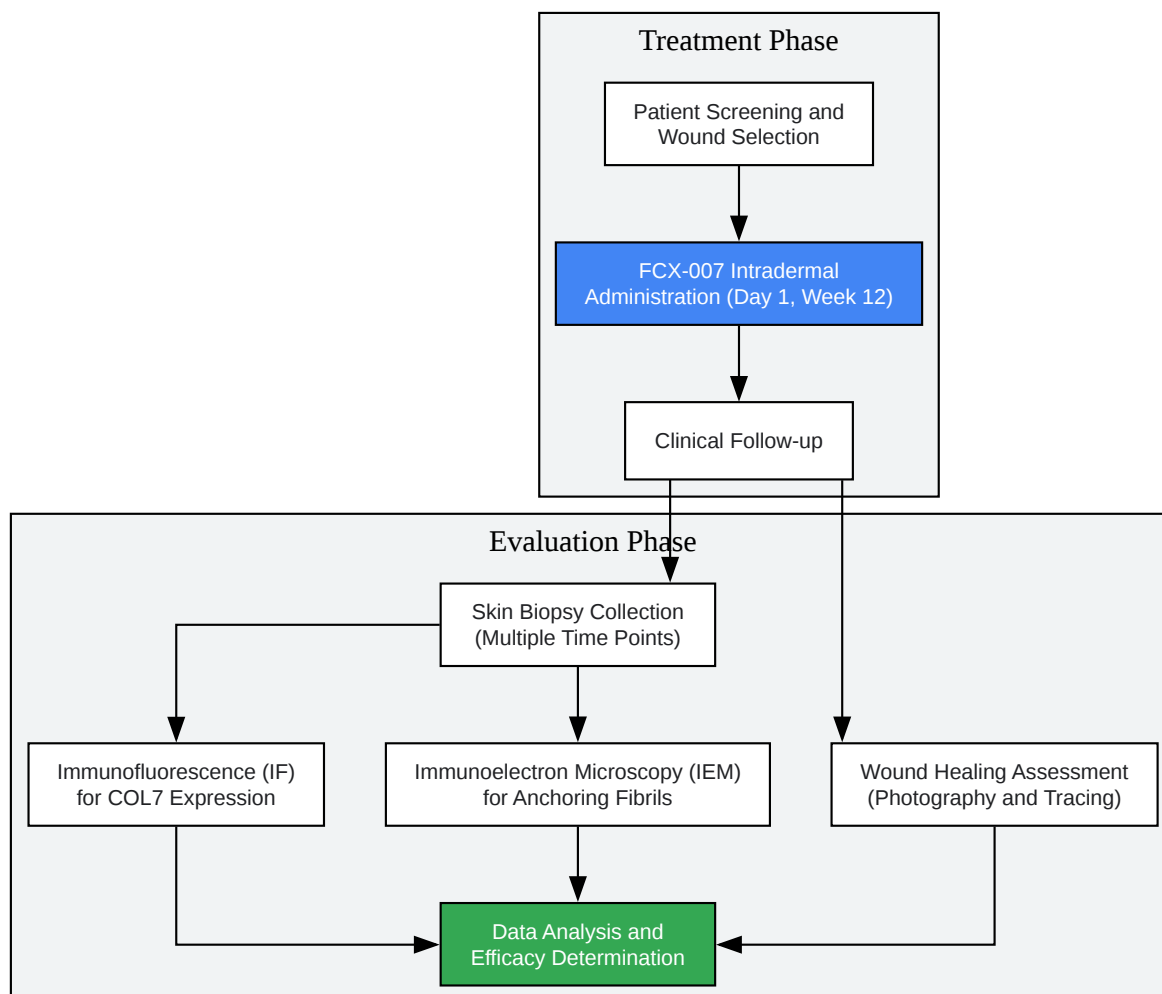 Treatment Phase
Patient Screening and
Wound Selection
FCX-007 Intradermal
Administration (Day 1, Week 12)
Clinical Follow-up
Evaluation Phase
Skin Biopsy Collection
(Multiple Time Points)
Immunofluorescence (IF)
for COL7 Expression
Immunoelectron Microscopy (IEM)
for Anchoring Fibrils
Wound Healing Assessment
(Photography and Tracing)
Data Analysis and
Efficacy Determination